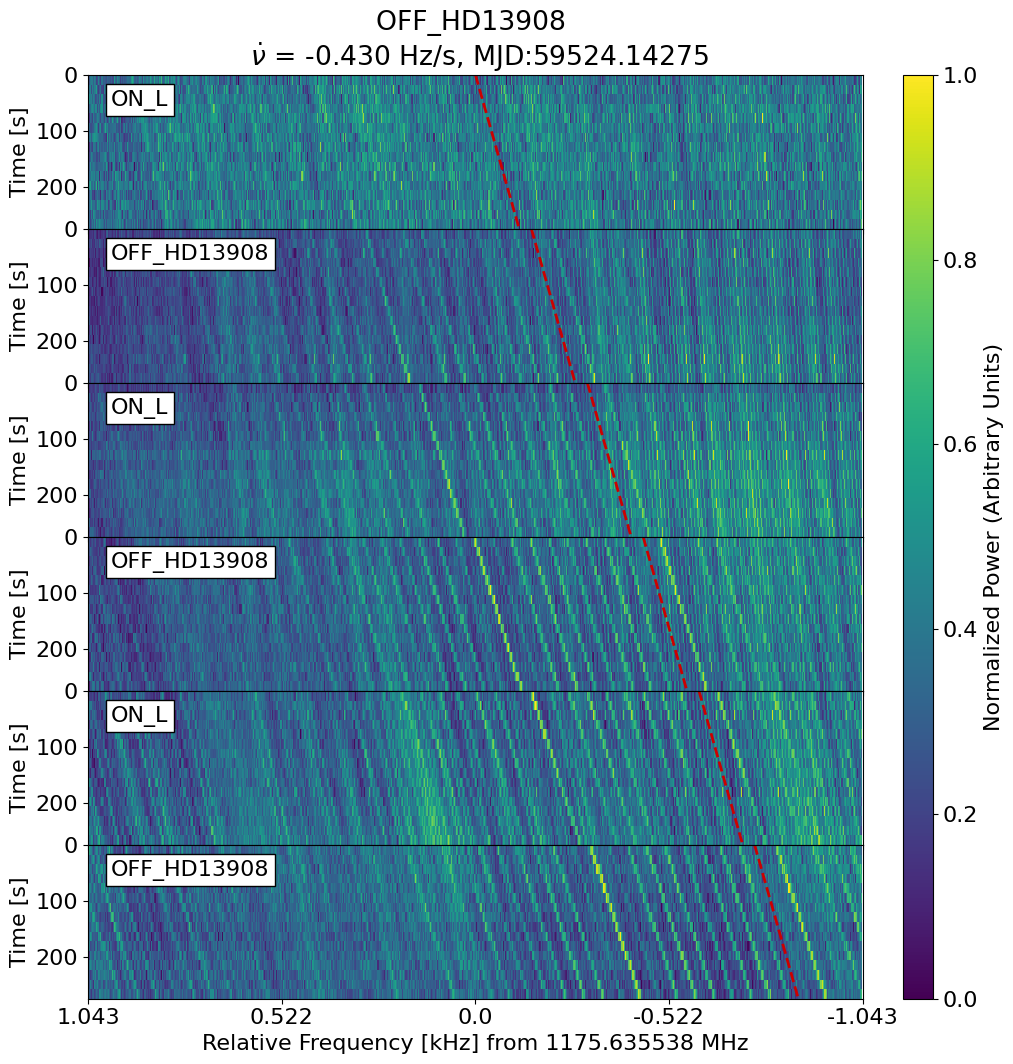 OFF_HD13908
ν̇ = -0.430 Hz/s, MJD:59524.14275
0
ON_L
100
Time [s]
200
0
OFF_HD13908
100
Time [s]
200
0
ON_L
100
Time [s]
200
0
OFF_HD13908
100
Time [s]
200
0
ON_L
100
Time [s]
200
0
OFF_HD13908
100
Time [s]
200
1.043 0.522 0.0 -0.522 -1.043
Relative Frequency [kHz] from 1175.635538 MHz
1.0
0.8
0.6
0.4
0.2
0.0
Normalized Power (Arbitrary Units)